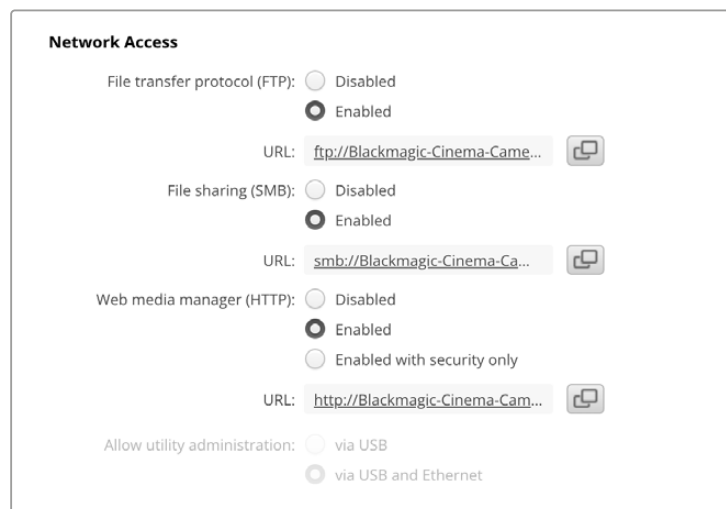 Network Access
File transfer protocol (FTP): Disabled
Enabled
URL: ftp://Blackmagic-Cinema-Came...
File sharing (SMB): Disabled
Enabled
URL: smb://Blackmagic-Cinema-Ca...
Web media manager (HTTP): Disabled
Enabled
Enabled with security only
URL: http://Blackmagic-Cinema-Cam...
Allow utility administration: via USB
via USB and Ethernet